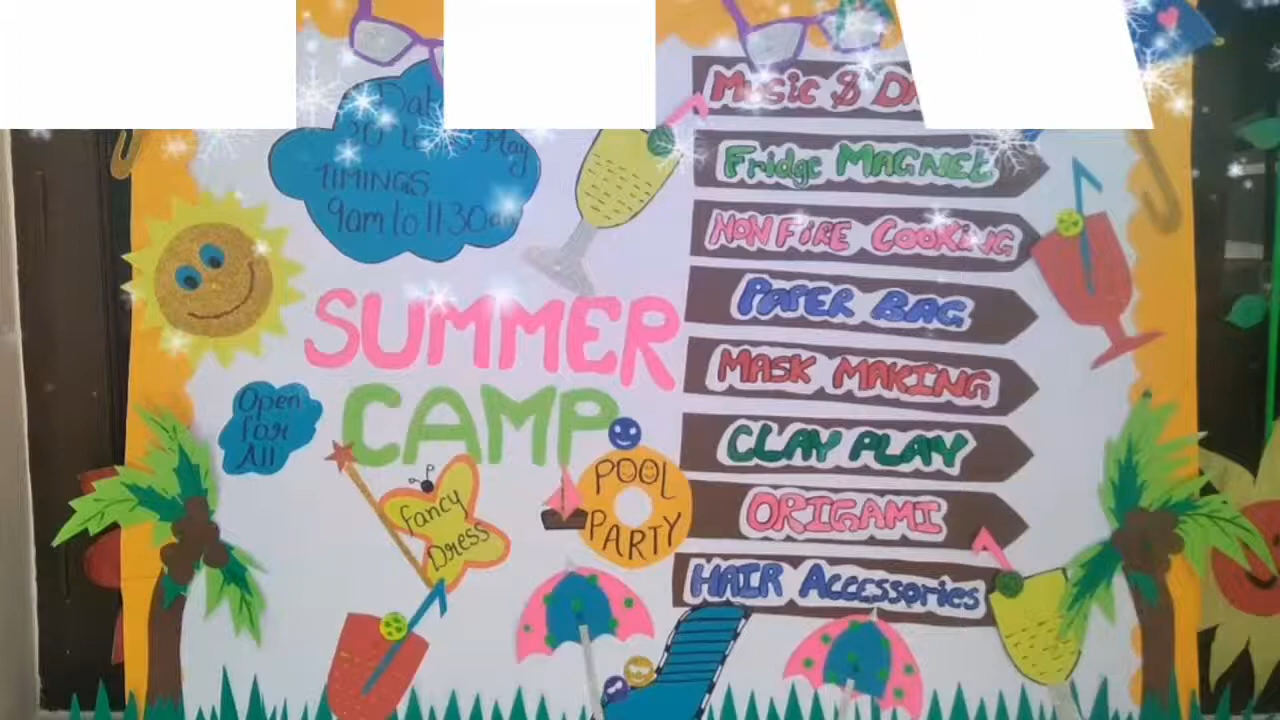 TIMINGS
9am to 11:30am
SUMMER
CAMP
Open
for
All
Fancy
Dress
POOL
PARTY
Music &
Fridge MAGNET
NON FiRE COOKING
PAPER BAG
MASK MAKING
CLAY PLAY
ORIGAMI
HAIR Accessories